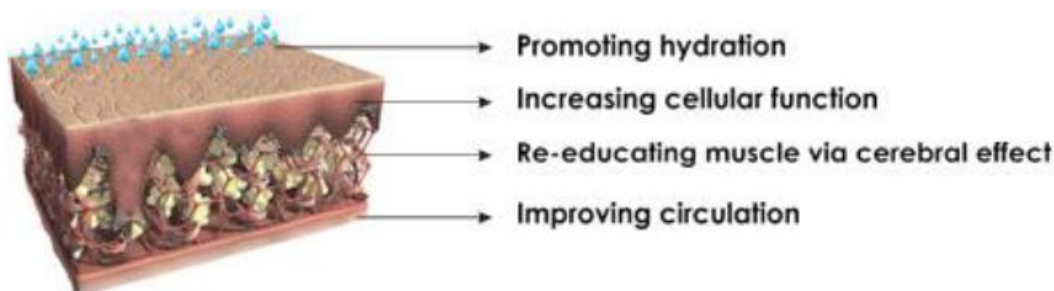 Promoting hydration
Increasing cellular function
Re-educating muscle via cerebral effect
Improving circulation